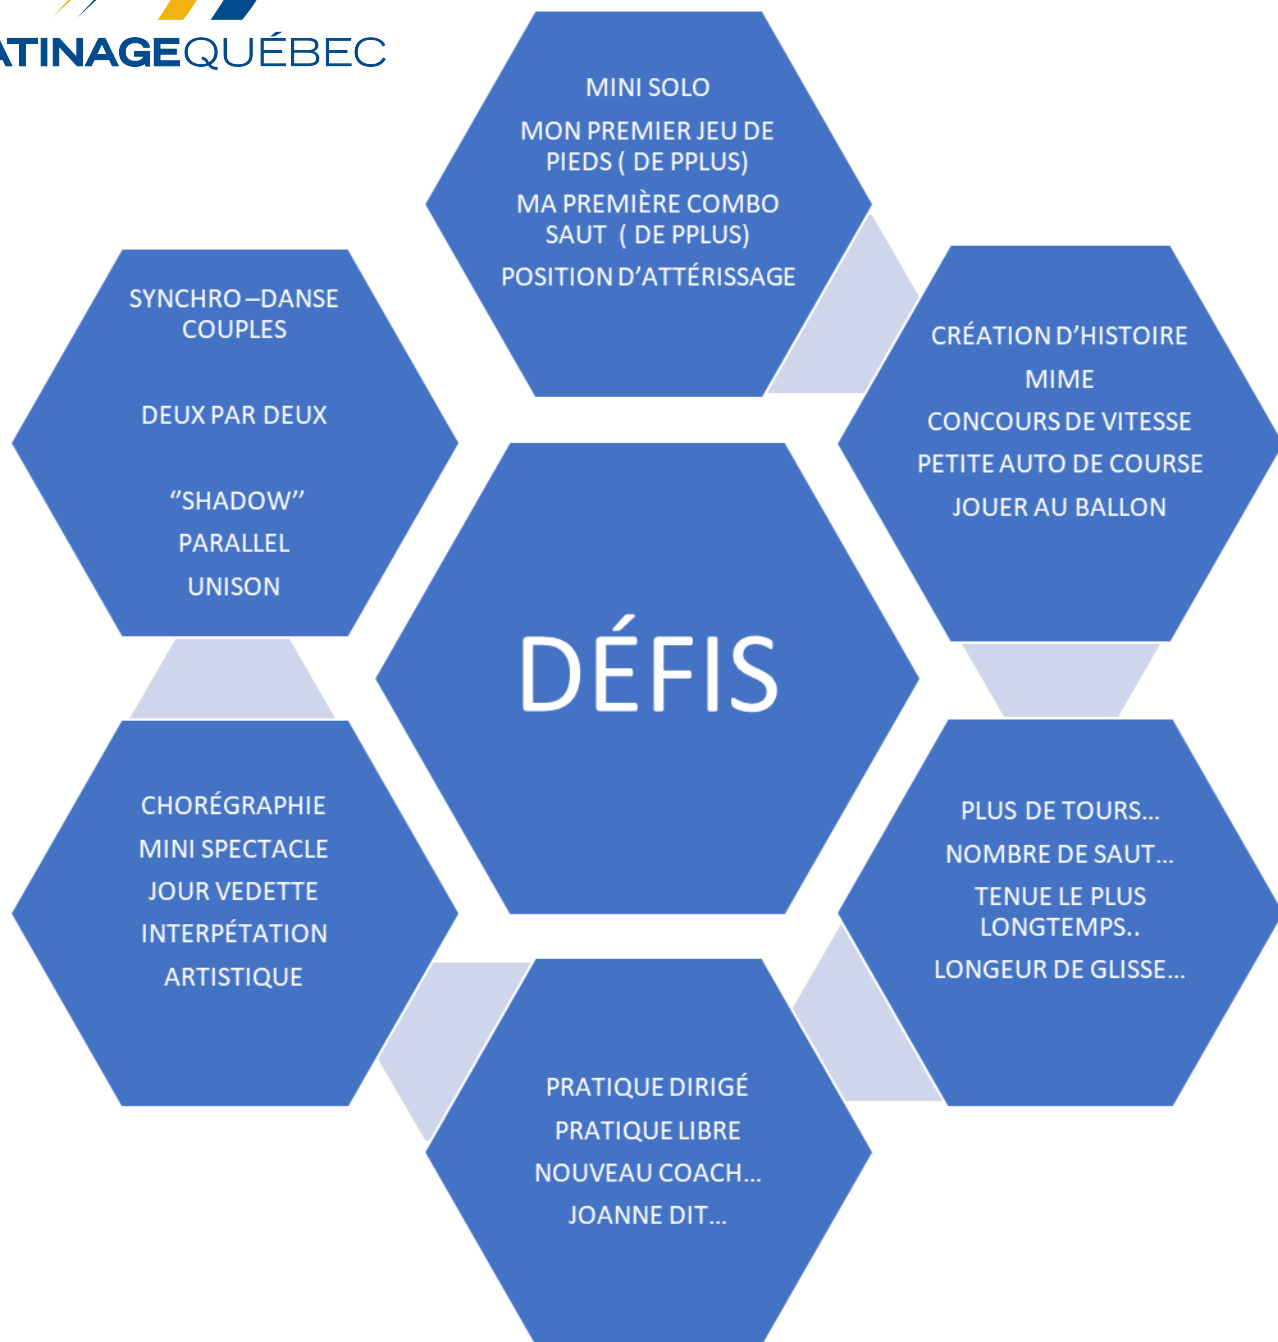 ATINAGEQUÉBEC
MINI SOLO
MON PREMIER JEU DE
PIEDS ( DE PPLUS)
MA PREMIÈRE COMBO
SAUT ( DE PPLUS)
POSITION D’ATTÉRISSAGE
CRÉATION D’HISTOIRE
MIME
CONCOURS DE VITESSE
PETITE AUTO DE COURSE
JOUER AU BALLON
PLUS DE TOURS…
NOMBRE DE SAUT…
TENUE LE PLUS
LONGTEMPS..
LONGEUR DE GLISSE…
PRATIQUE DIRIGÉ
PRATIQUE LIBRE
NOUVEAU COACH…
JOANNE DIT…
CHORÉGRAPHIE
MINI SPECTACLE
JOUR VEDETTE
INTERPÉTATION
ARTISTIQUE
SYNCHRO –DANSE
COUPLES
DEUX PAR DEUX
‘’SHADOW’’
PARALLEL
UNISON
DÉFIS